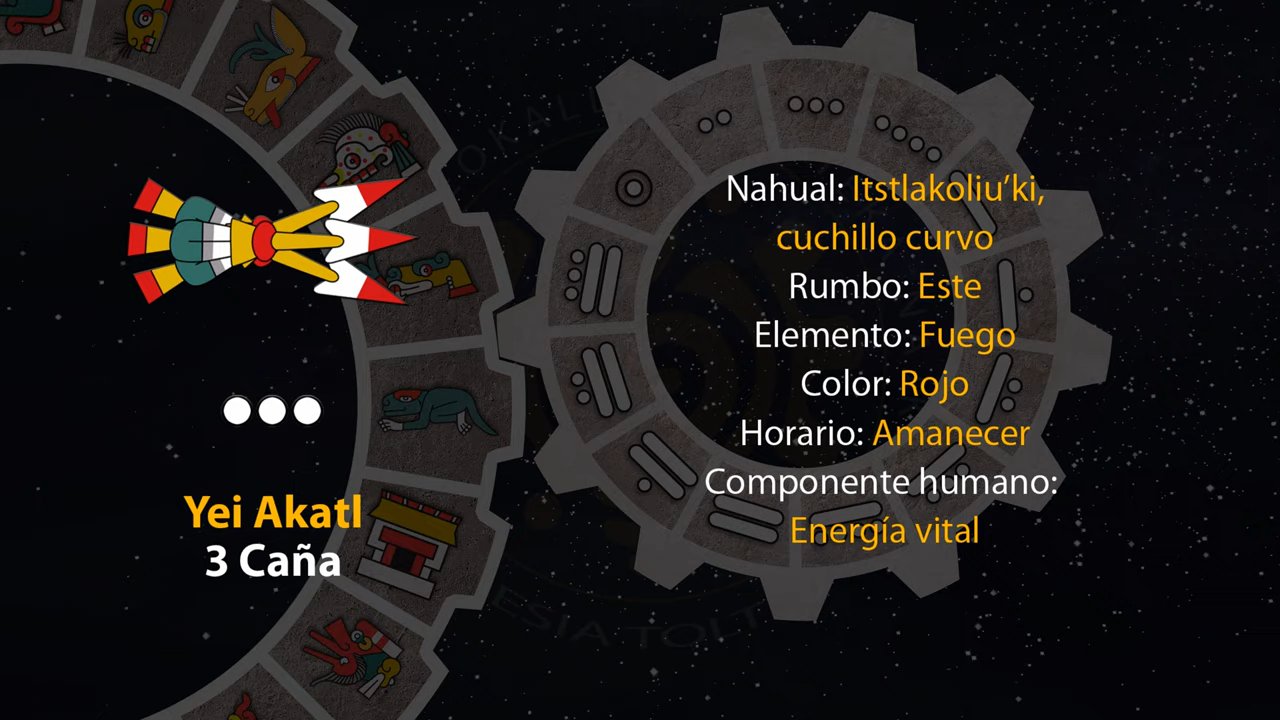 Yei Akatl
3 Caña
Nahual: Itstlakoliu’ki,
cuchillo curvo
Rumbo: Este
Elemento: Fuego
Color: Rojo
Horario: Amanecer
Componente humano:
Energía vital